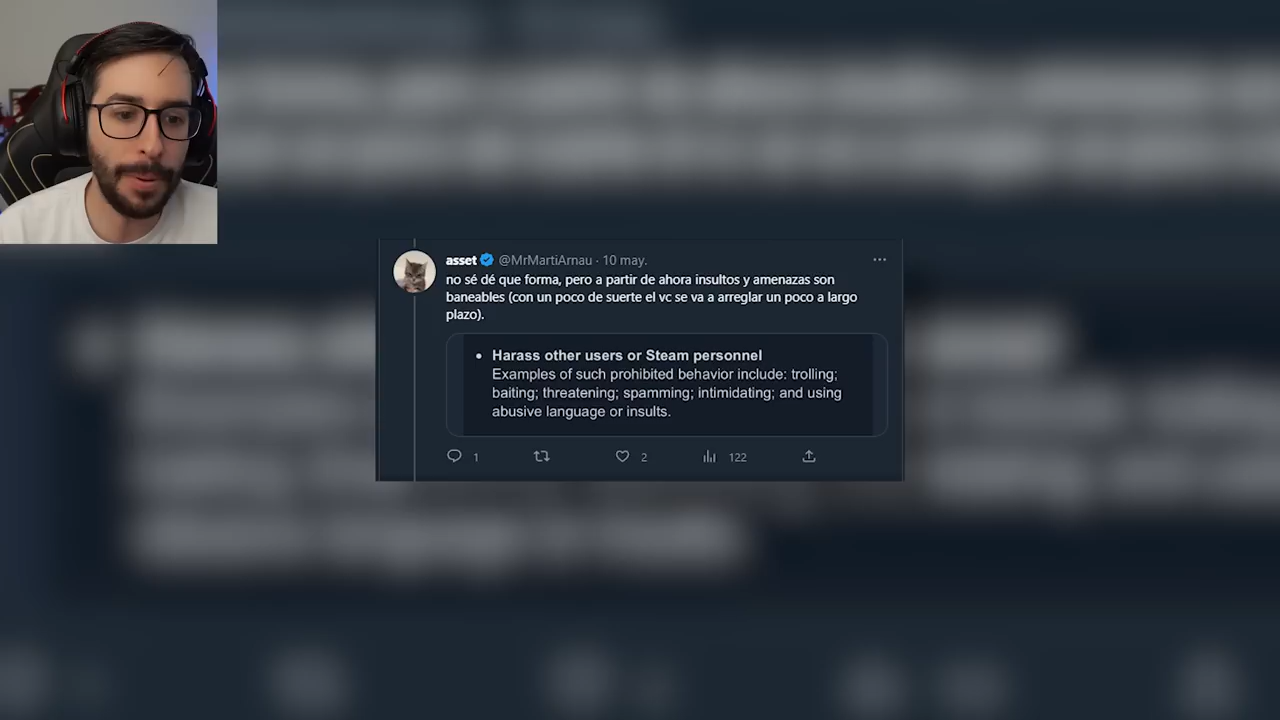 asset @MrMartiArnau · 10 may.
no sé dé que forma, pero a partir de ahora insultos y amenazas son
baneables (con un poco de suerte el vc se va a arreglar un poco a largo
plazo).
• Harass other users or Steam personnel
Examples of such prohibited behavior include: trolling;
baiting; threatening; spamming; intimidating; and using
abusive language or insults.
1 2 122